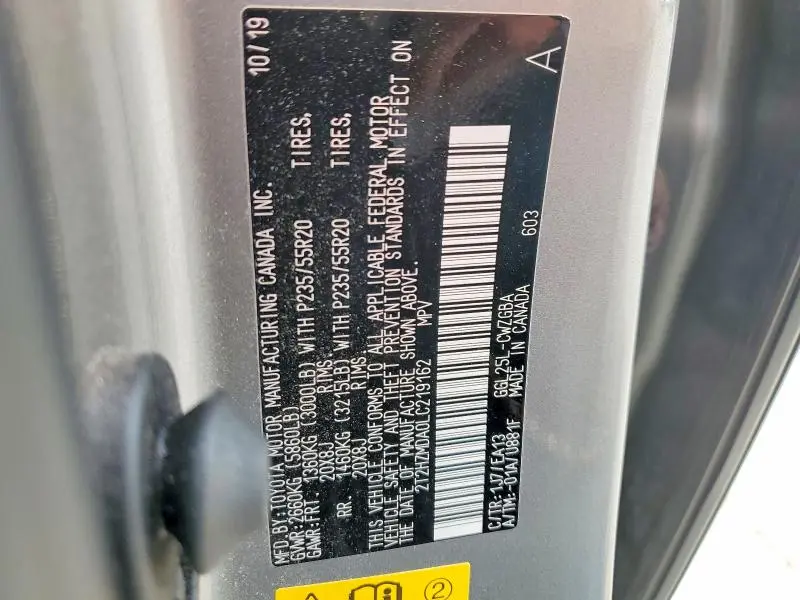 MFD.BY:TOYOTA MOTOR MANUFACTURING CANADA INC. 10/19
GVWR:2660KG (5860LB)
GAWR:FRT. 1360KG (3000LB) WITH P235/55R20 TIRES,
20X8J RIMS,
RR. 1460KG (3215LB) WITH P235/55R20 TIRES,
20X8J RIMS,
THIS VEHICLE CONFORMS TO ALL APPLICABLE FEDERAL MOTOR
VEHICLE SAFETY AND THEFT PREVENTION STANDARDS IN EFFECT ON
THE DATE OF MANUFACTURE SHOWN ABOVE.
2T2HZMDA0LC219162 MPV
A
C/TR:1J7/EA13 GGL25L-CWZGBA 603
A/TM:-01A/U881F MADE IN CANADA
2